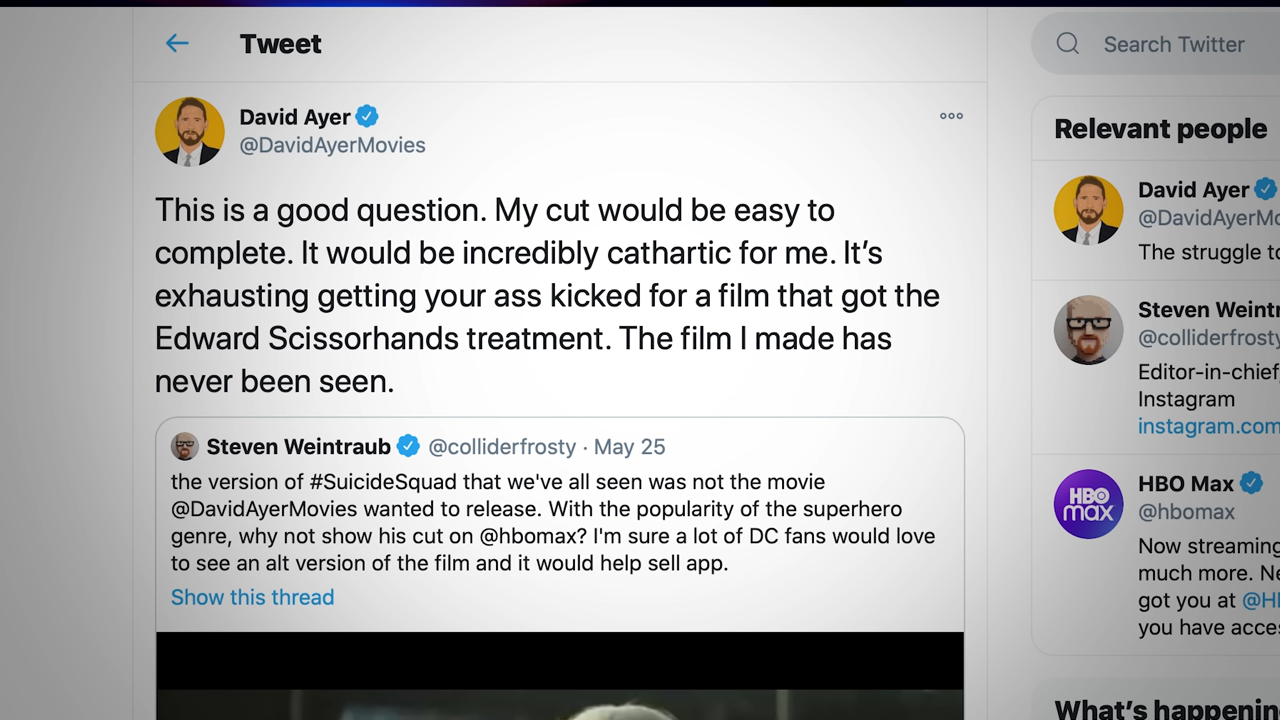 Tweet
Search Twitter
David Ayer
@DavidAyerMovies
This is a good question. My cut would be easy to
complete. It would be incredibly cathartic for me. It’s
exhausting getting your ass kicked for a film that got the
Edward Scissorhands treatment. The film I made has
never been seen.
Steven Weintraub @colliderfrosty · May 25
the version of #SuicideSquad that we've all seen was not the movie
@DavidAyerMovies wanted to release. With the popularity of the superhero
genre, why not show his cut on @hbomax? I'm sure a lot of DC fans would love
to see an alt version of the film and it would help sell app.
Show this thread
Relevant people
David Ayer
@DavidAyerMo
The struggle
Steven
@colliderfrosty
Editor-in-chief
Instagram
instagram.com
HBO max
HBO Max
@hbomax
Now streaming
much more.
got you at
you have
What’s